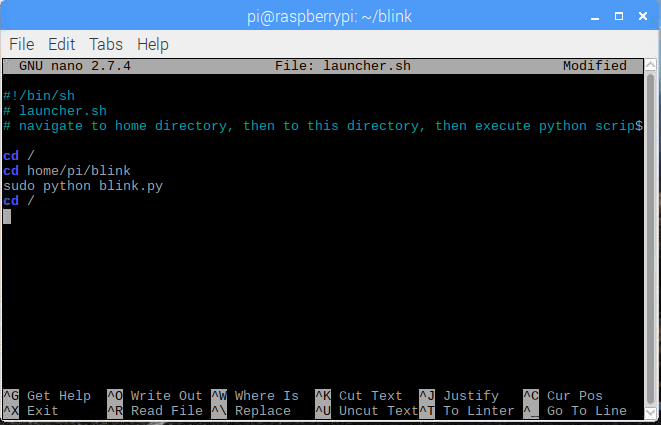 pi@raspberrypi: ~/blink
File Edit Tabs Help
GNU nano 2.7.4 File: launcher.sh Modified
#!/bin/sh
# launcher.sh
# navigate to home directory, then to this directory, then execute python scrip$
cd /
cd home/pi/blink
sudo python blink.py
cd /
^G Get Help ^O Write Out ^W Where Is ^K Cut Text ^J Justify ^C Cur Pos
^X Exit ^R Read File ^\ Replace ^U Uncut Text ^T To Linter ^_ Go To Line